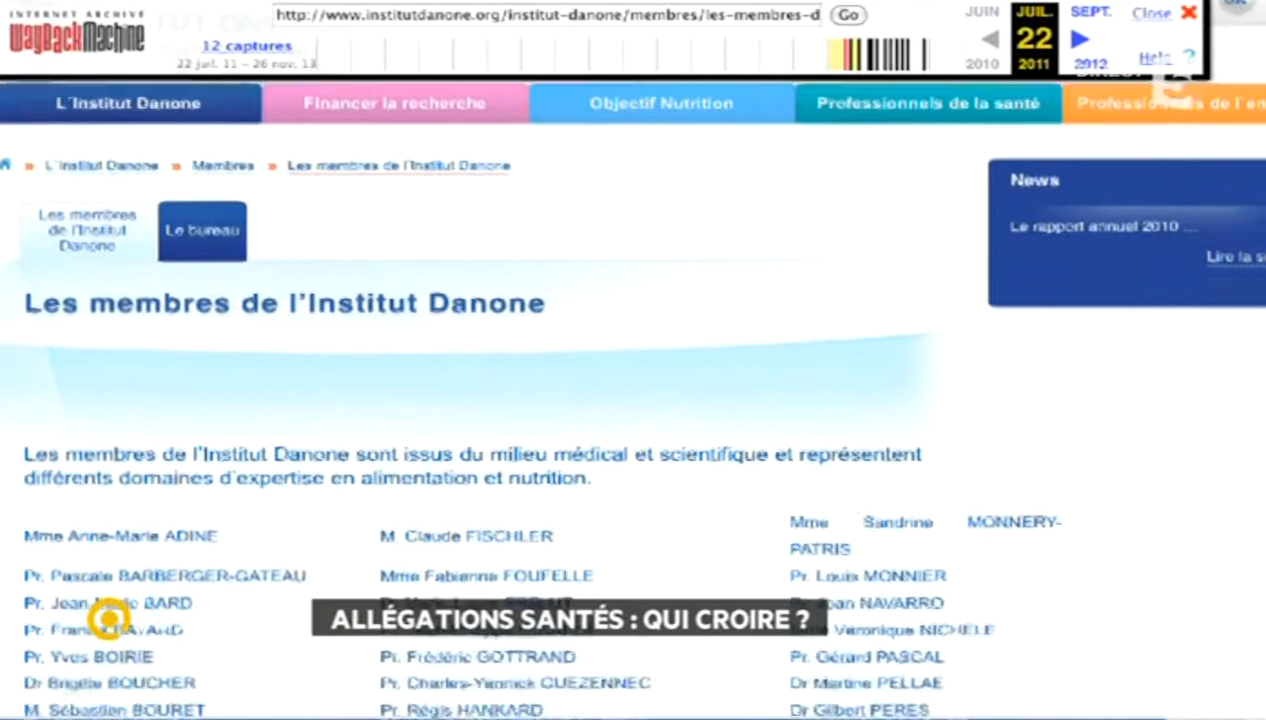 INTERNET ARCHIVE
WayBackMachine
http://www.institutdanone.org/institut-danone/membres/les-membres-d
Go
12 captures
22 juil. 11 - 26 nov. 13
JUIN JUIL. SEPT.
22
2010 2011 2012
Close
Help
L'Institut Danone
Financer la recherche
Objectif Nutrition
Professionnels de la santé
» L'Institut Danone » Membres » Les membres de l'Institut Danone
Les membres de l'Institut Danone
Le bureau
News
Le rapport annuel 2010 ...
Lire la
Les membres de l'Institut Danone
Les membres de l'Institut Danone sont issus du milieu médical et scientifique et représentent
différents domaines d'expertise en alimentation et nutrition.
Mme Anne-Marie ADINE
M. Claude FISCHLER
Mme Sandrine MONNERY-
PATRIS
Pr. Pascale BARBERGER-GATEAU
Mme Fabienne FOUFELLE
Pr. Louis MONNIER
BARD
NAVARRO
Véronique NICHELE
Pr. Yves BOIRIE
Pr. Frédéric GOTTRAND
Pr. Gérard PASCAL
Dr Brigitte BOUCHER
Pr. Charles-Yannick GUEZENNEC
Dr Martine PELLAE
M. Sébastien BOURET
Pr. Régis HANKARD
Dr Gilbert PERES
ALLÉGATIONS SANTÉS : QUI CROIRE ?